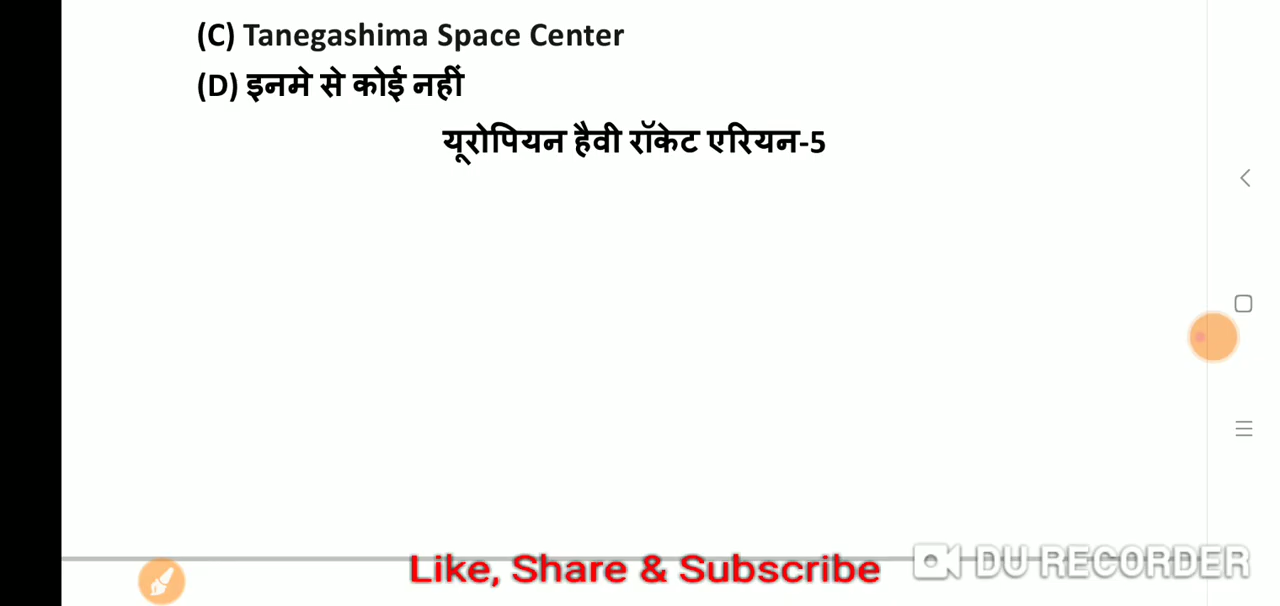 (C) Tanegashima Space Center
(D) इनमे से कोई नहीं
यूरोपियन हैवी रॉकेट एरियन-5
Like, Share & Subscribe
DU RECORDER